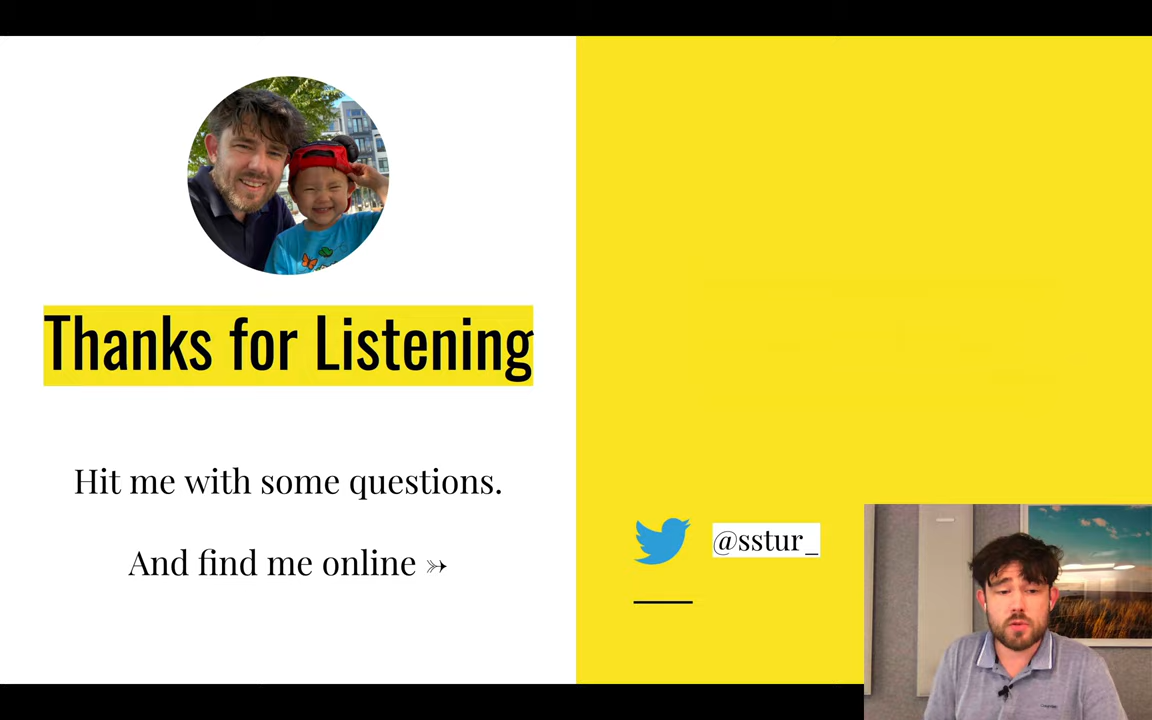 Thanks for Listening
Hit me with some questions.
And find me online ➳
@sstur_